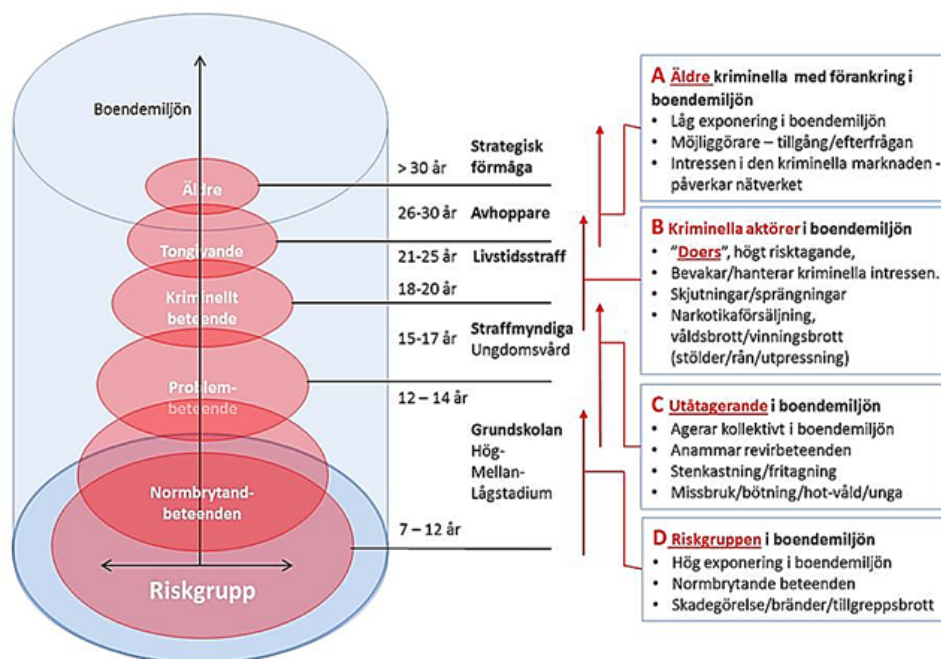 Boendemiljön
Äldre
Tongivande
Kriminellt
beteende
Problem-
beteende
Normbrytand-
beteenden
Riskgrupp
> 30 år
Strategisk
förmåga
26-30 år
Avhoppare
21-25 år
Livstidsstraff
18-20 år
15-17 år
Straffmyndiga
Ungdomsvård
12 – 14 år
Grundskolan
Hög-
Mellan-
Lågstadium
7 – 12 år
A Äldre kriminella med förankring i
boendemiljön
• Låg exponering i boendemiljön
• Möjliggörare – tillgång/efterfrågan
• Intressen i den kriminella marknaden -
påverkar nätverket
B Kriminella aktörer i boendemiljön
• ”Doers”, högt risktagande,
• Bevakar/hanterar kriminella intressen.
• Skjutningar/sprängningar
• Narkotikaförsäljning,
våldsbrott/vinningsbrott
(stölder/rån/utpressning)
C Utåtagerande i boendemiljön
• Agerar kollektivt i boendemiljön
• Anammar revirbeteenden
• Stenkastning/fritagning
• Missbruk/bötning/hot-våld/unga
D Riskgruppen i boendemiljön
• Hög exponering i boendemiljön
• Normbrytande beteenden
• Skadegörelse/bränder/tillgreppsbrott